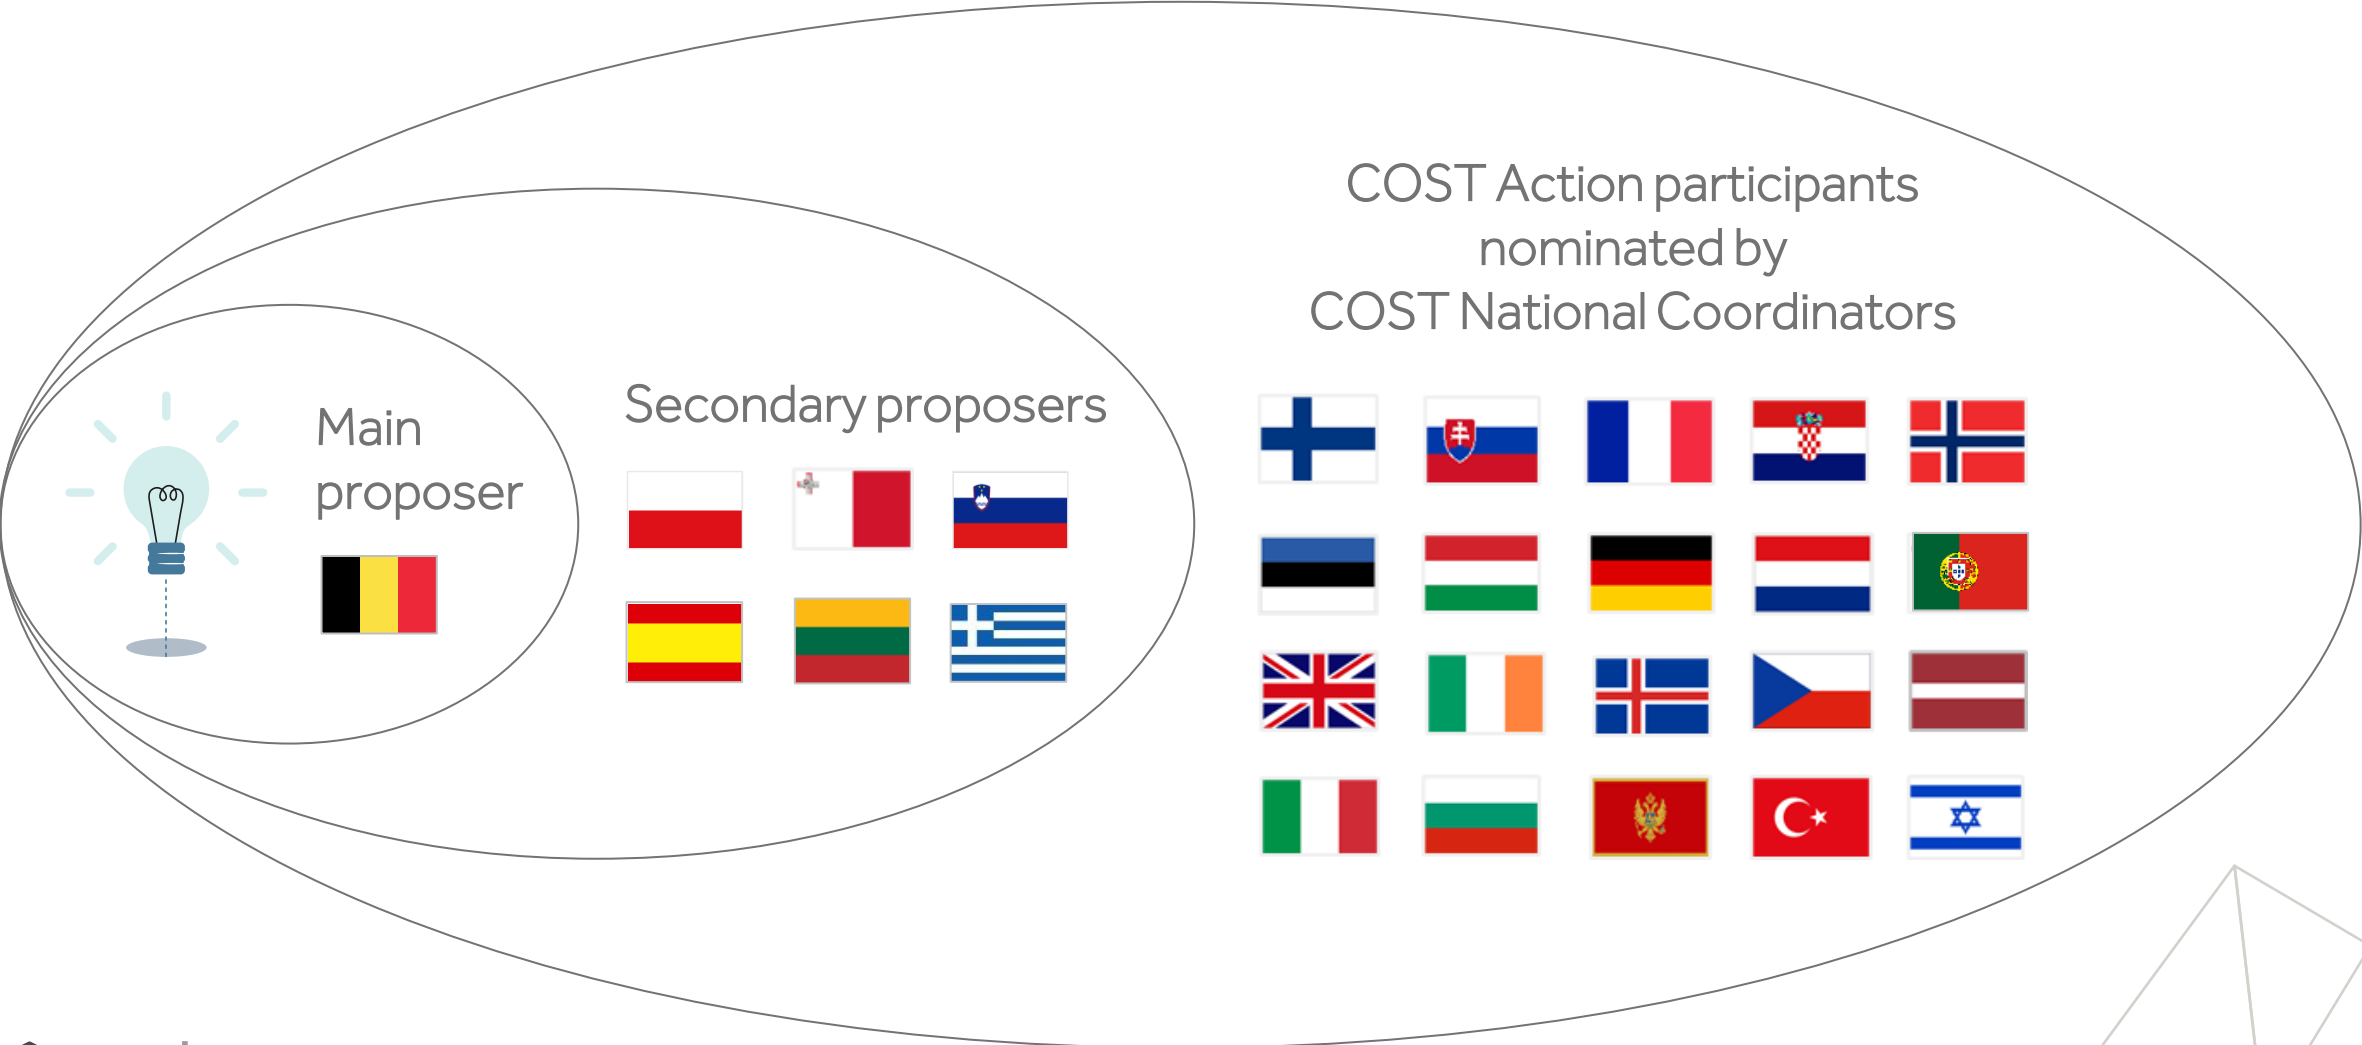 Main
proposer
Secondary proposers
COST Action participants
nominated by
COST National Coordinators